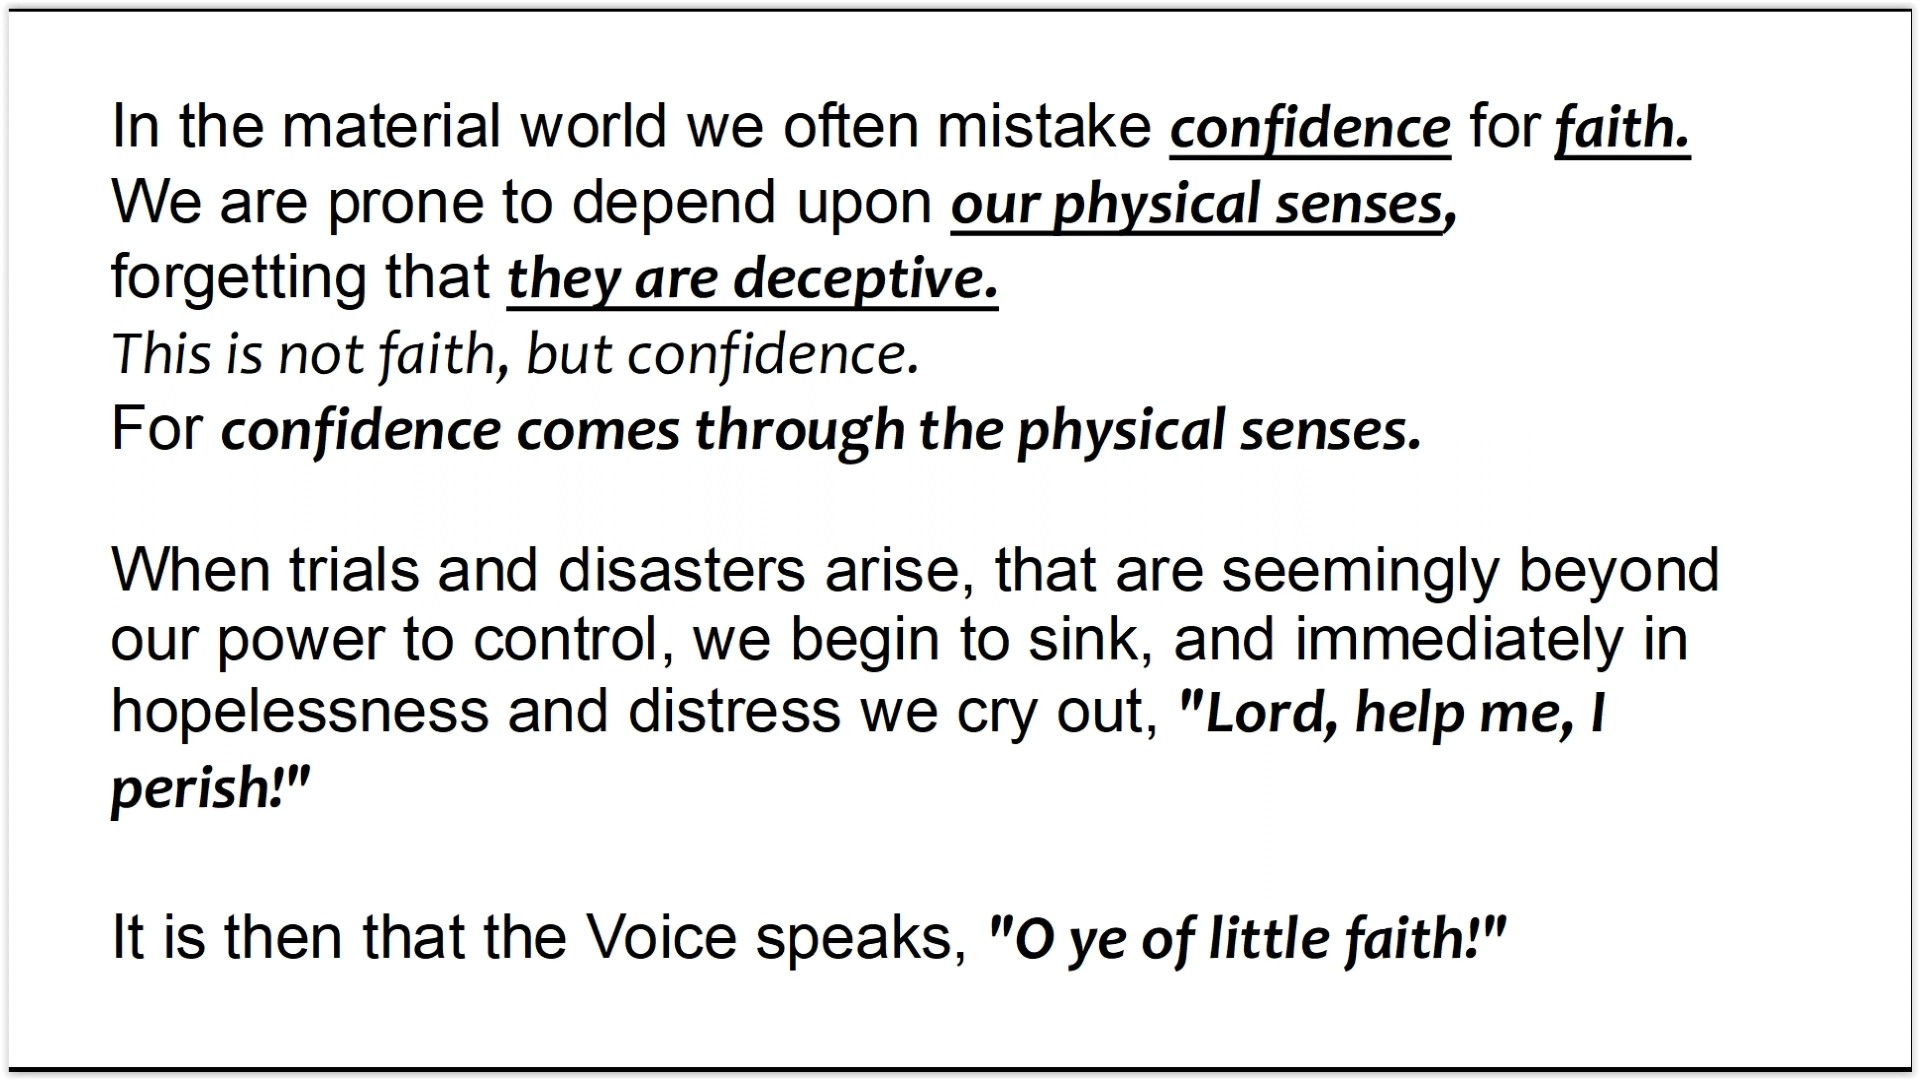 In the material world we often mistake confidence for faith.
We are prone to depend upon our physical senses,
forgetting that they are deceptive.
This is not faith, but confidence.
For confidence comes through the physical senses.
When trials and disasters arise, that are seemingly beyond
our power to control, we begin to sink, and immediately in
hopelessness and distress we cry out, "Lord, help me, I
perish!"
It is then that the Voice speaks, "O ye of little faith!"